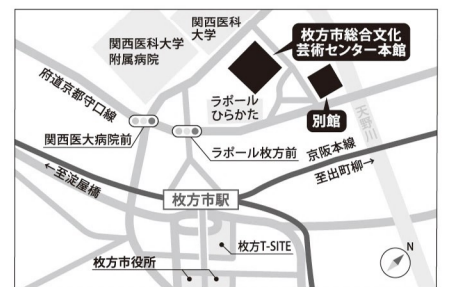 関西医科
大学
関西医科大学
附属病院
枚方市総合文化
芸術センター本館
別館
ラポール
ひらかた
府道京都守口線
関西医大病院前
ラポール枚方前
天野川
京阪本線
至出町柳→
←至淀屋橋
枚方市駅
枚方T-SITE
枚方市役所
N